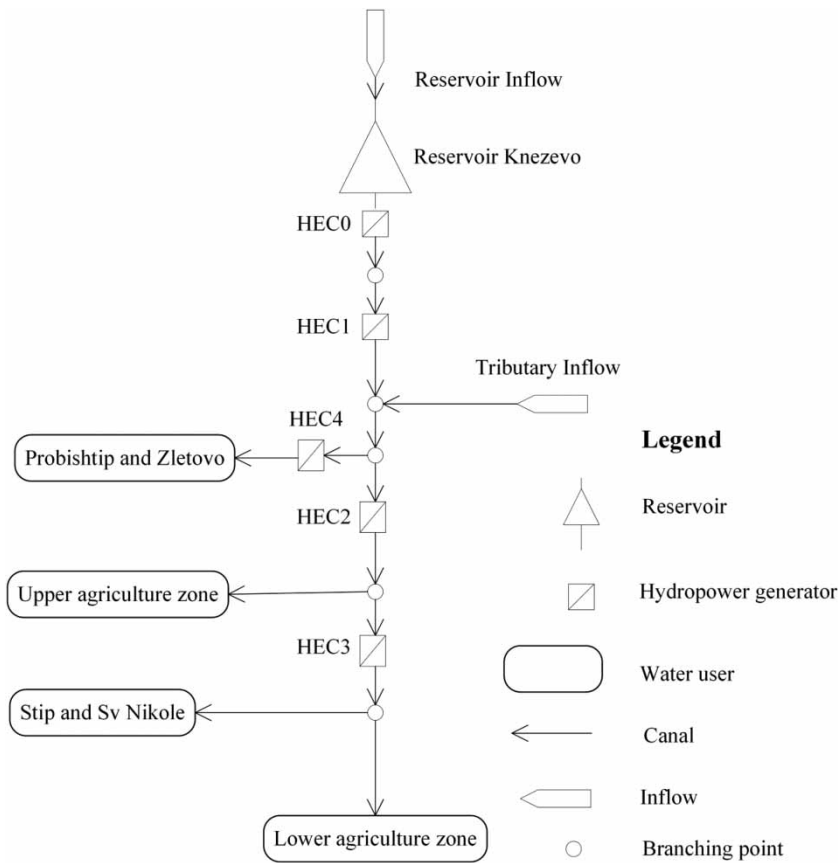 Reservoir Inflow
Reservoir Knezevo
HEC0
HEC1
Tributary Inflow
HEC4
Probishtip and Zletovo
HEC2
Upper agriculture zone
HEC3
Stip and Sv Nikole
Lower agriculture zone
Legend
Reservoir
Hydropower generator
Water user
Canal
Inflow
Branching point